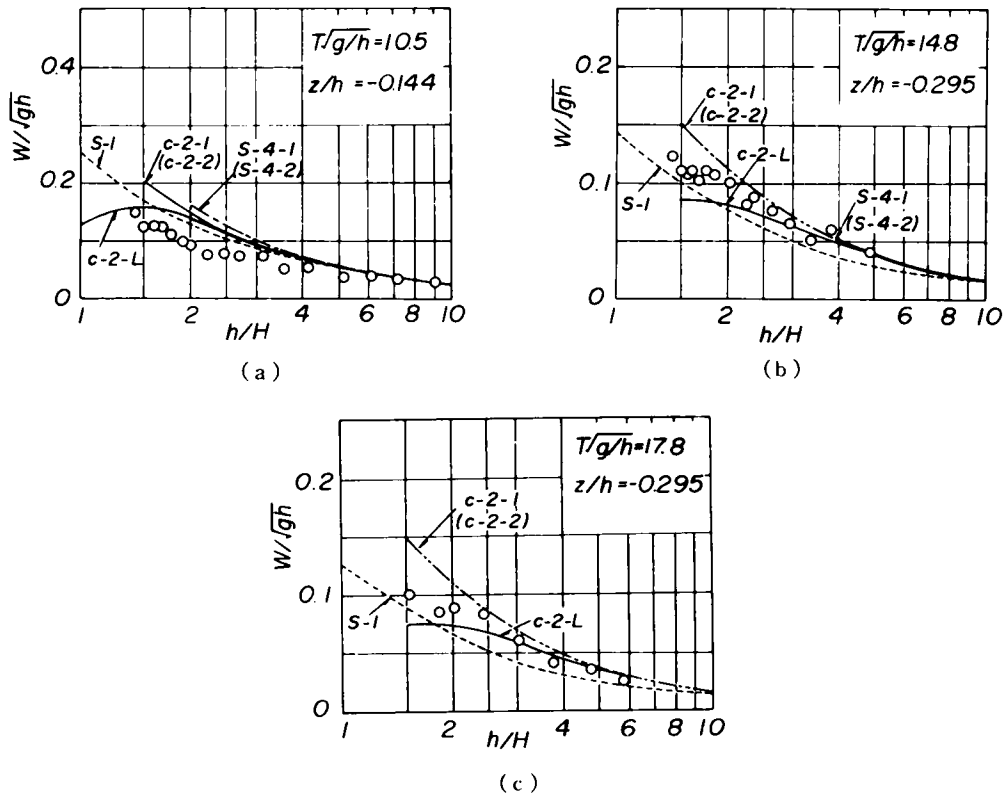 0.4
T√g/h=10.5
z/h=-0.144
W/√gh
S-1
c-2-1
(c-2-2)
S-4-1
(S-4-2)
0.2
c-2-L
0
1 2 4 6 8 10
h/H
(a)
0.2
T√g/h=14.8
z/h=-0.295
W/√gh
c-2-1
(c-2-2)
c-2-L
0.1
S-1
S-4-1
(S-4-2)
0
1 2 4 6 8 10
h/H
(b)
T√g/h=17.8
z/h=-0.295
0.2
W/√gh
c-2-1
(c-2-2)
0.1
S-1
c-2-L
0
1 2 4 6 8 10
h/H
(c)